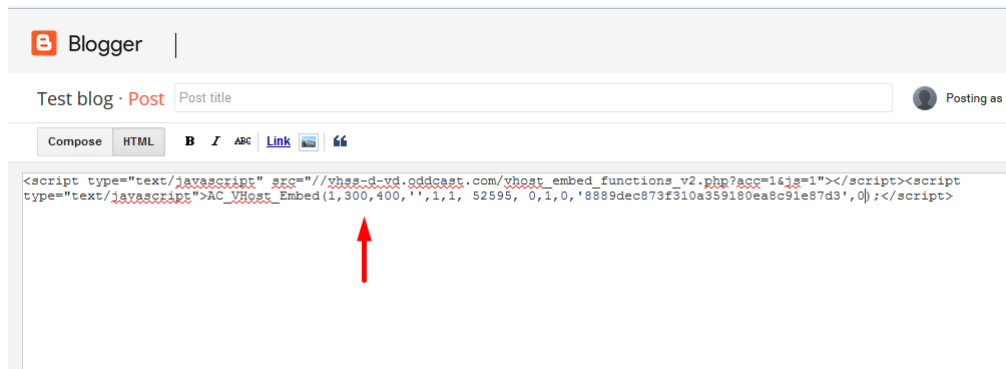 Blogger
Test blog · Post Post title Posting as
Compose HTML B I ABC Link
<script type="text/javascript" src="//vhss-d-vd.oddcast.com/vhost_embed_functions_v2.php?acc=1&js=1"></script><script
type="text/javascript">AC_VHost_Embed(1,300,400,'',1,1, 52595, 0,1,0,'8889dec873f310a359180ea8c91e87d3',0);</script>